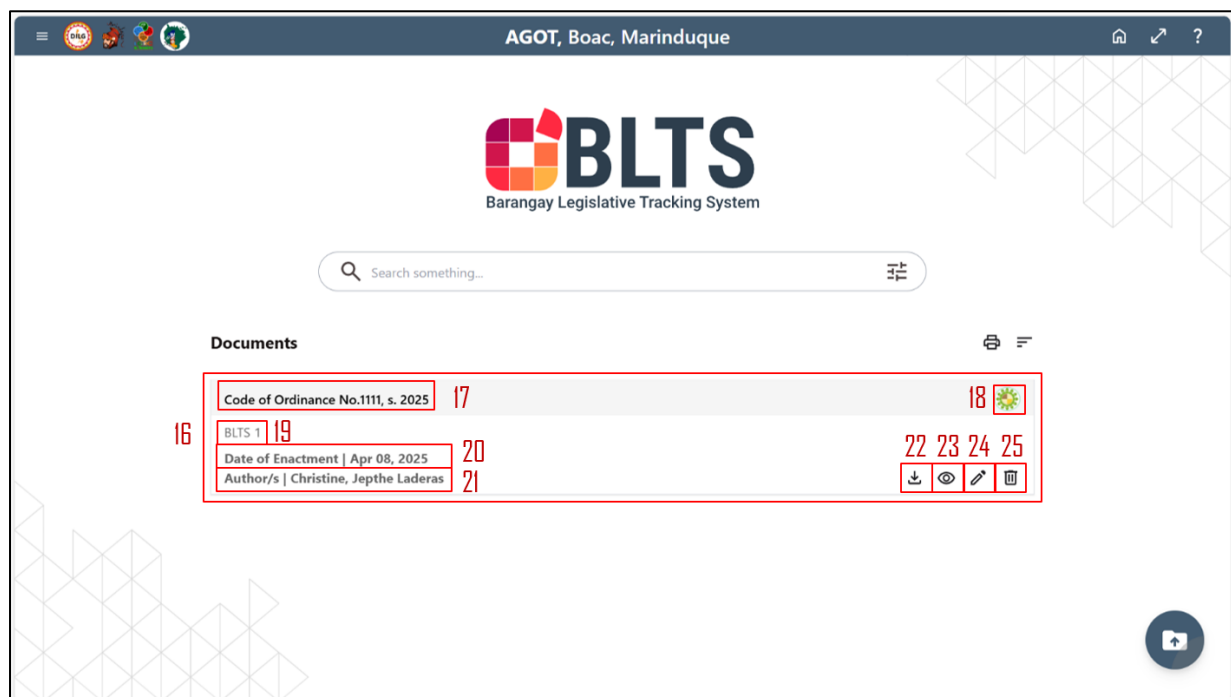 DILG
AGOT, Boac, Marinduque
?
BLTS
Barangay Legislative Tracking System
Search something...
Documents
Code of Ordinance No.1111, s. 2025 17 18
16 BLTS 1 19
Date of Enactment | Apr 08, 2025 20 22 23 24 25
Author/s | Christine, Jepthe Laderas 21